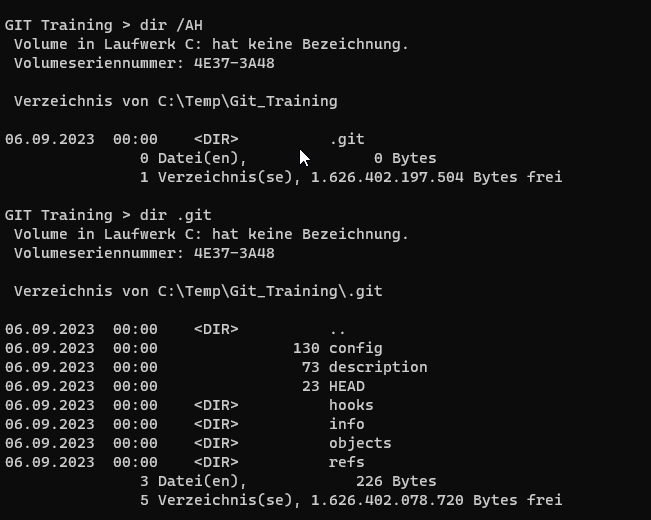 GIT Training > dir /AH
 Volume in Laufwerk C: hat keine Bezeichnung.
 Volumeseriennummer: 4E37-3A48

 Verzeichnis von C:\Temp\Git_Training

06.09.2023  00:00    <DIR>          .git
               0 Datei(en),              0 Bytes
               1 Verzeichnis(se), 1.626.402.197.504 Bytes frei

GIT Training > dir .git
 Volume in Laufwerk C: hat keine Bezeichnung.
 Volumeseriennummer: 4E37-3A48

 Verzeichnis von C:\Temp\Git_Training\.git

06.09.2023  00:00    <DIR>          ..
06.09.2023  00:00               130 config
06.09.2023  00:00                73 description
06.09.2023  00:00                23 HEAD
06.09.2023  00:00    <DIR>          hooks
06.09.2023  00:00    <DIR>          info
06.09.2023  00:00    <DIR>          objects
06.09.2023  00:00    <DIR>          refs
               3 Datei(en),            226 Bytes
               5 Verzeichnis(se), 1.626.402.078.720 Bytes frei